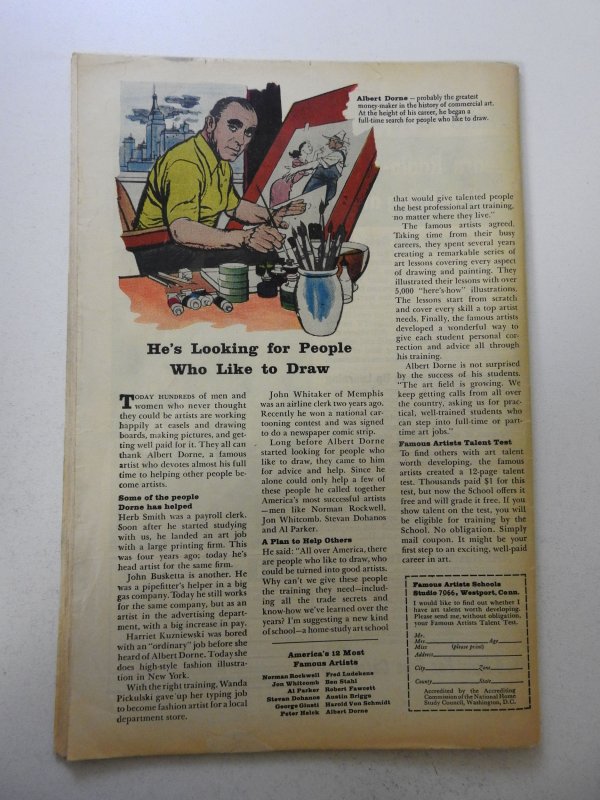 Albert Dorne — probably the greatest
money-maker in the history of commercial art.
At the height of his career, he began a
full-time search for people who like to draw.
He's Looking for People
Who Like to Draw
TODAY HUNDREDS of men and
women who never thought
they could be artists are working
happily at easels and drawing
boards, making pictures, and get-
ting well paid for it. They all can
thank Albert Dorne, a famous
artist who devotes almost his full
time to helping other people be-
come artists.
Some of the people
Dorne has helped
Herb Smith was a payroll clerk.
Soon after he started studying
with us, he landed an art job
with a large printing firm. This
was four years ago; today he's
head artist for the same firm.
John Busketta is another. He
was a pipefitter's helper in a big
gas company. Today he still works
for the same company, but as an
artist in the advertising depart-
ment, with a big increase in pay.
Harriet Kuzniewski was bored
with an "ordinary" job before she
heard of Albert Dorne. Today she
does high-style fashion illustra-
tion in New York.
With the right training, Wanda
Pickulski gave up her typing job
to become fashion artist for a local
department store.
John Whitaker of Memphis
was an airline clerk two years ago.
Recently he won a national car-
tooning contest and was signed
to do a newspaper comic strip.
Long before Albert Dorne
started looking for people who
like to draw, they came to him
for advice and help. Since he
alone could only help a few of
these people he called together
America's most successful artists
—men like Norman Rockwell,
Jon Whitcomb, Stevan Dohanos
and Al Parker.
A Plan to Help Others
He said: "All over America, there
are people who like to draw, who
could be turned into good artists.
Why can't we give these people
the training they need—includ-
ing all the trade secrets and
know-how we've learned over the
years? I'm suggesting a new kind
of school—a home-study art school
America's 12 Most
Famous Artists
Norman Rockwell
Jon Whitcomb
Al Parker
Stevan Dohanos
George Giusti
Peter Helck
Fred Ludekens
Ben Stahl
Robert Fawcett
Austin Briggs
Harold Von Schmidt
Albert Dorne
that would give talented people
the best professional art training,
no matter where they live."
The famous artists agreed.
Taking time from their busy
careers, they spent several years
creating a remarkable series of
art lessons covering every aspect
of drawing and painting. They
illustrated their lessons with over
5,000 "here's-how" illustrations.
The lessons start from scratch
and cover every skill a top artist
needs. Finally, the famous artists
developed a wonderful way to
give each student personal cor-
rection and advice all through
his training.
Albert Dorne is not surprised
by the success of his students.
"The art field is growing. We
keep getting calls from all over
the country, asking us for prac-
tical, well-trained students who
can step into full-time or part-
time art jobs."
Famous Artists Talent Test
To find others with art talent
worth developing, the famous
artists created a 12-page talent
test. Thousands paid $1 for this
test, but now the School offers it
free and will grade it free. If you
show talent on the test, you will
be eligible for training by the
School. No obligation. Simply
mail coupon. It might be your
first step to an exciting, well-paid
career in art.
Famous Artists Schools
Studio 7066, Westport, Conn.
I would like to find out whether I
have art talent worth developing.
Please send me, without obligation,
your Famous Artists Talent Test.
Mr.
Mrs. Age
Miss (please print)
Address
City Zone
County State
Accredited by the Accrediting
Commission of the National Home
Study Council, Washington, D.C.